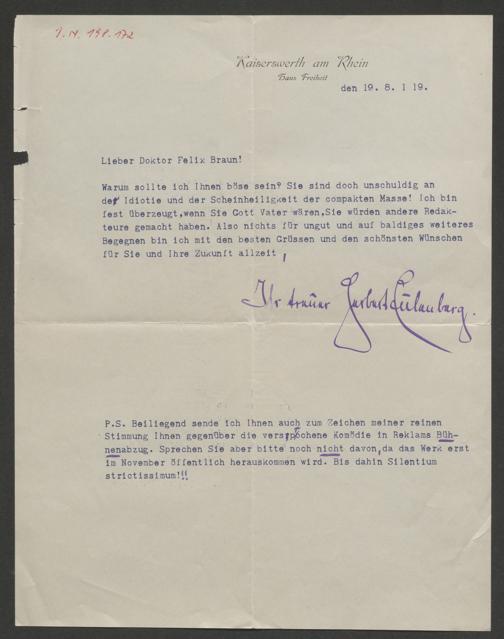 I.N. 198.172
Kaiserswerth am Rhein
Haus Freiheit
den 19. 8. 1 19.
Lieber Doktor Felix Braun!
Warum sollte ich Ihnen böse sein? Sie sind doch unschuldig an
der Idiotie und der Scheinheiligkeit der compakten Masse! Ich bin
fest überzeugt,wenn Sie Gott Vater wären,Sie würden andere Redak-
teure gemacht haben. Also nichts für ungut und auf baldiges weiteres
Begegnen bin ich mit den besten Grüssen und den schönsten Wünschen
für Sie und Ihre Zukunft allzeit,
Ihr treuer Herbert Eulenberg.
P.S. Beiliegend sende ich Ihnen auch zum Zeichen meiner reinen
Stimmung Ihnen gegenüber die versprochene Komödie in Reklams Büh-
nenabzug. Sprechen Sie aber bitte noch nicht davon,da das Werk erst
im November öffentlich herauskommen wird. Bis dahin Silentium
strictissimum!!!